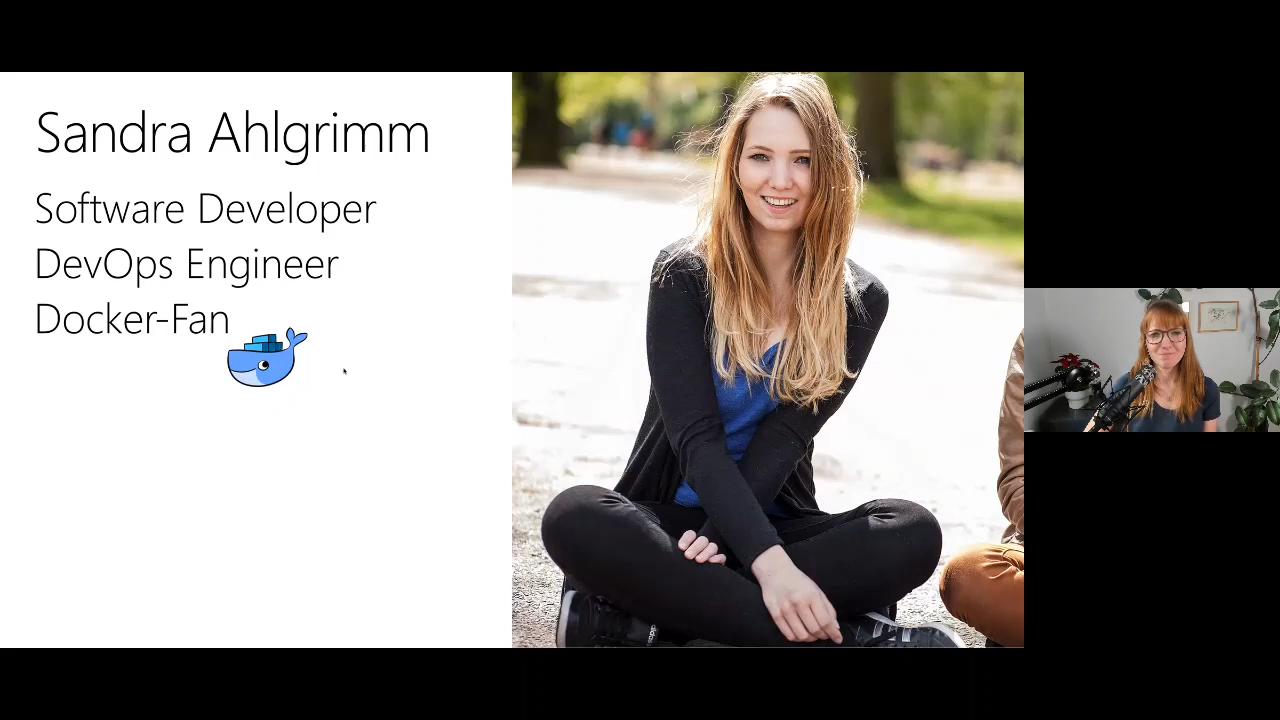 Sandra Ahlgrimm
Software Developer
DevOps Engineer
Docker-Fan